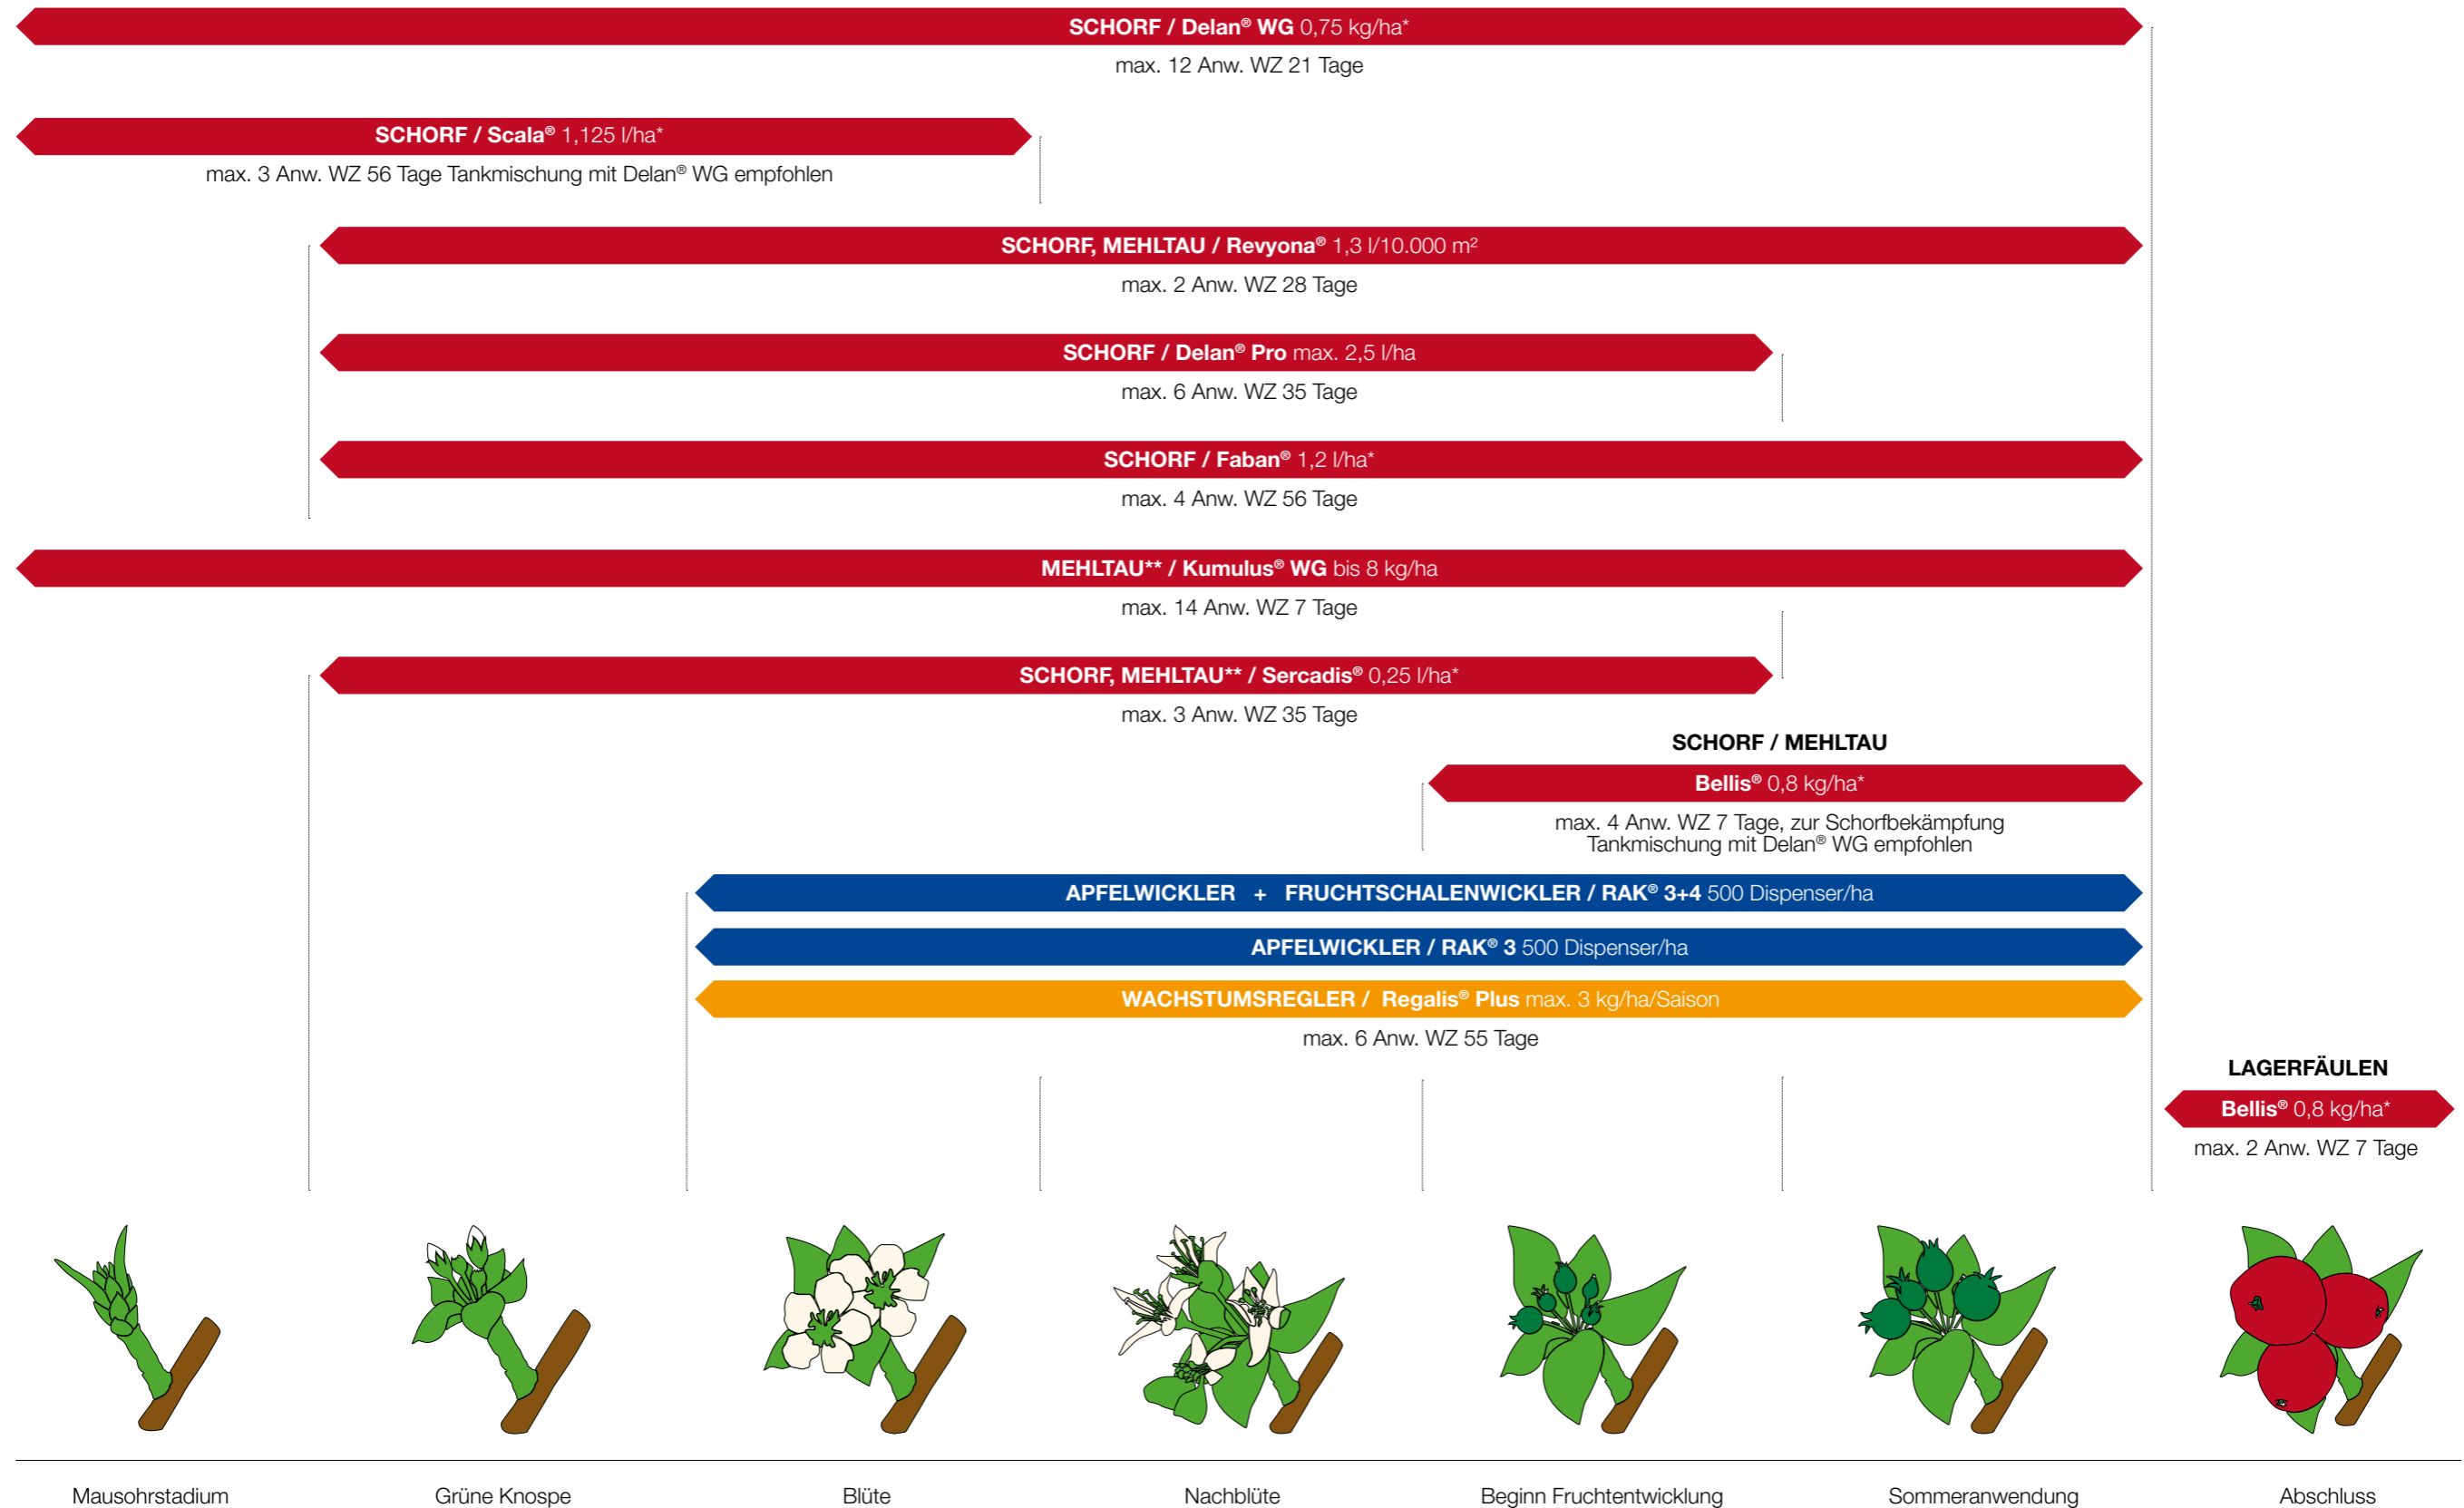 SCHORF / Delan® WG 0,75 kg/ha*
max. 12 Anw. WZ 21 Tage
SCHORF / Scala® 1,125 l/ha*
max. 3 Anw. WZ 56 Tage Tankmischung mit Delan® WG empfohlen
SCHORF, MEHLTAU / Revyona® 1,3 l/10.000 m²
max. 2 Anw. WZ 28 Tage
SCHORF / Delan® Pro max. 2,5 l/ha
max. 6 Anw. WZ 35 Tage
SCHORF / Faban® 1,2 l/ha*
max. 4 Anw. WZ 56 Tage
MEHLTAU** / Kumulus® WG bis 8 kg/ha
max. 14 Anw. WZ 7 Tage
SCHORF, MEHLTAU** / Sercadis® 0,25 l/ha*
max. 3 Anw. WZ 35 Tage
SCHORF / MEHLTAU
Bellis® 0,8 kg/ha*
max. 4 Anw. WZ 7 Tage, zur Schorfbekämpfung
Tankmischung mit Delan® WG empfohlen
APFELWICKLER + FRUCHTSCHALENWICKLER / RAK® 3+4 500 Dispenser/ha
APFELWICKLER / RAK® 3 500 Dispenser/ha
WACHSTUMSREGLER / Regalis® Plus max. 3 kg/ha/Saison
max. 6 Anw. WZ 55 Tage
LAGERFÄULEN
Bellis® 0,8 kg/ha*
max. 2 Anw. WZ 7 Tage
Mausohrstadium
Grüne Knospe
Blüte
Nachblüte
Beginn Fruchtentwicklung
Sommeranwendung
Abschluss